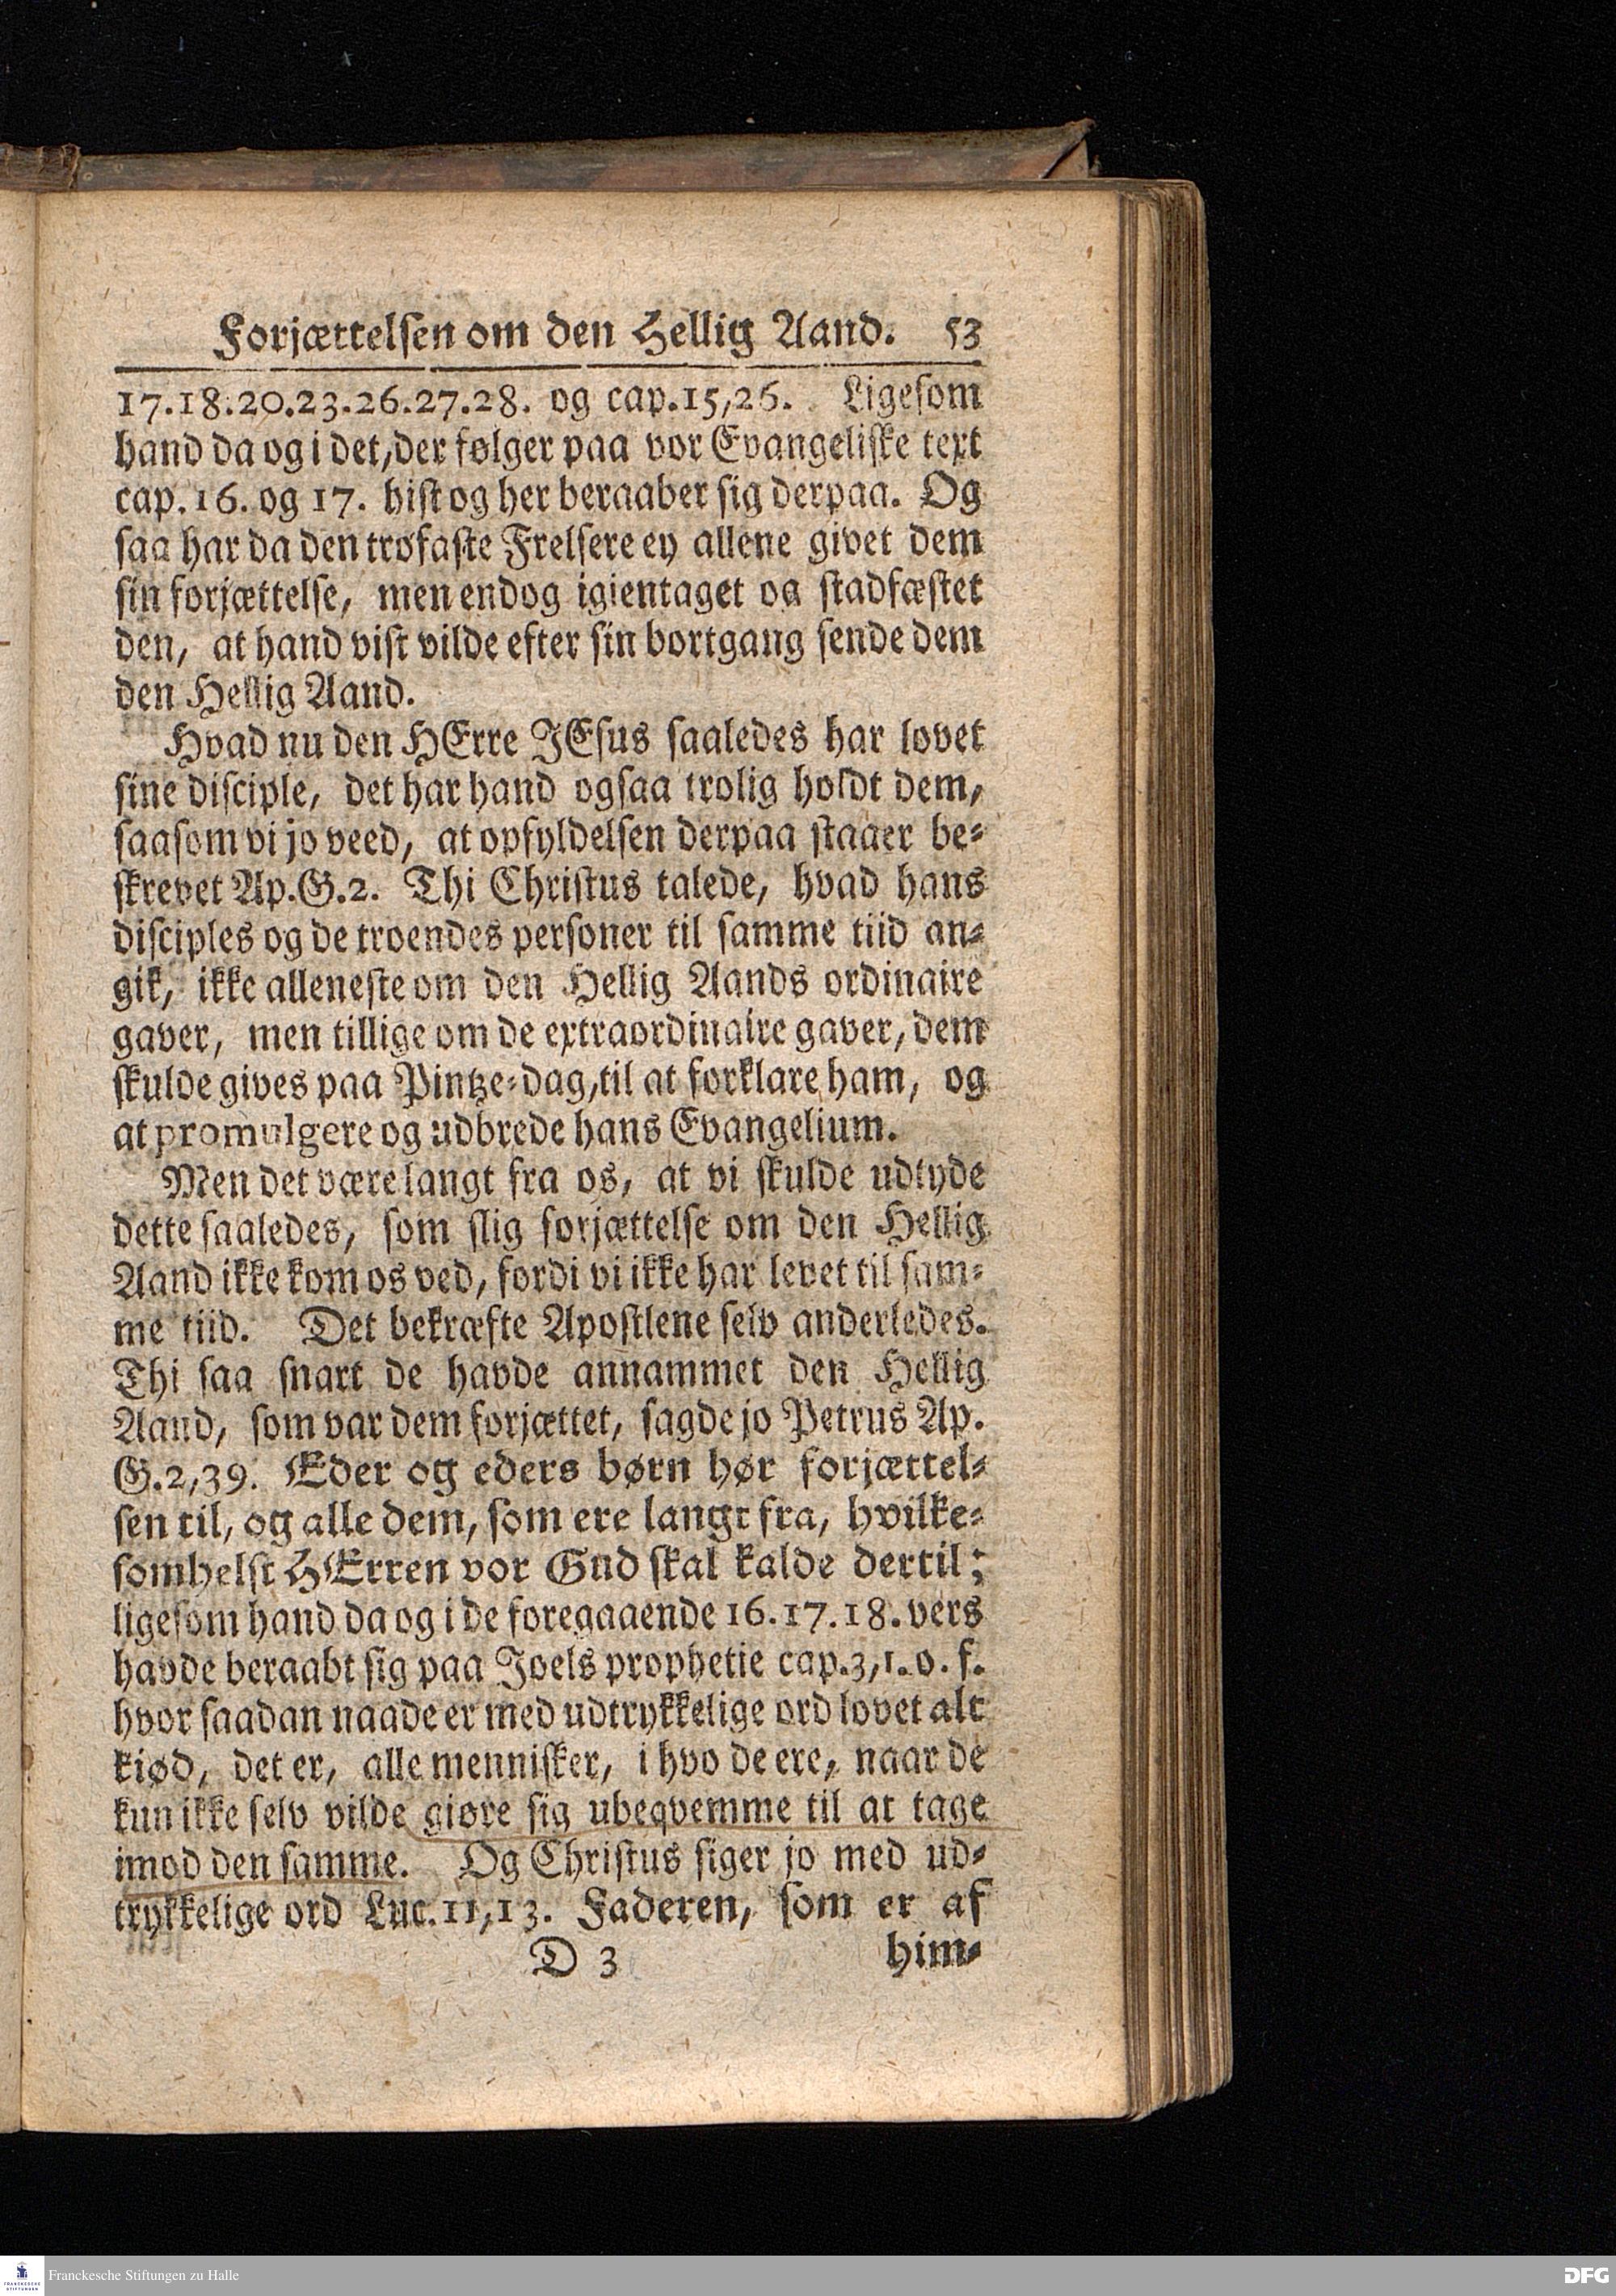 Forjættelsen om den Hellig Aand. 53
17.18.20.23.26.27.28. og cap.15,26. Ligesom
hand da og i det, der følger paa vor Evangeliske text
cap. 16. og 17. hist og her beraaber sig derpaa. Og
saa har da den trofaste Frelsere ey allene givet dem
sin forjættelse, men endog igientaget og stadfæstet
den, at hand vist vilde efter sin bortgang sende dem
den Hellig Aand.
Hvad nu den HErre JEsus saaledes har lovet
sine disciple, det har hand ogsaa trolig holdt dem,
saasom vi jo veed, at opfyldelsen derpaa staaer be-
skrevet Ap.G.2. Thi Christus talede, hvad hans
disciples og de troendes personer til samme tiid an-
gik, ikke alleneste om den Hellig Aands ordinaire
gaver, men tillige om de extraordinaire gaver, dem
skulde gives paa Pintze-dag, til at forklare ham, og
at promulgere og udbrede hans Evangelium.
Men det være langt fra os, at vi skulde udtyde
dette saaledes, som slig forjættelse om den Hellig
Aand ikke kom os ved, fordi vi ikke har levet til sam-
me tiid. Det bekræfte Apostlene selv anderledes.
Thi saa snart de havde annammet den Hellig
Aand, som var dem forjættet, sagde jo Petrus Ap.
G.2,39. Eder og eders børn hør forjættel-
sen til, og alle dem, som ere langt fra, hvilke-
somhelst HErren vor Gud skal kalde dertil;
ligesom hand da og i de foregaaende 16.17.18. vers
havde beraabt sig paa Joels prophetie cap.3,1. o. f.
hvor saadan naade er med udtrykkelige ord lovet alt
kiød, det er, alle mennisker, i hvo de ere, naar de
kun ikke selv vilde giøre sig ubeqvemme til at tage
imod den samme. Og Christus siger jo med ud-
trykkelige ord Luc.11,13. Faderen, som er af
D 3 him-
Franckesche Stiftungen zu Halle
FRANCKESCHE
STIFTUNGEN
DFG